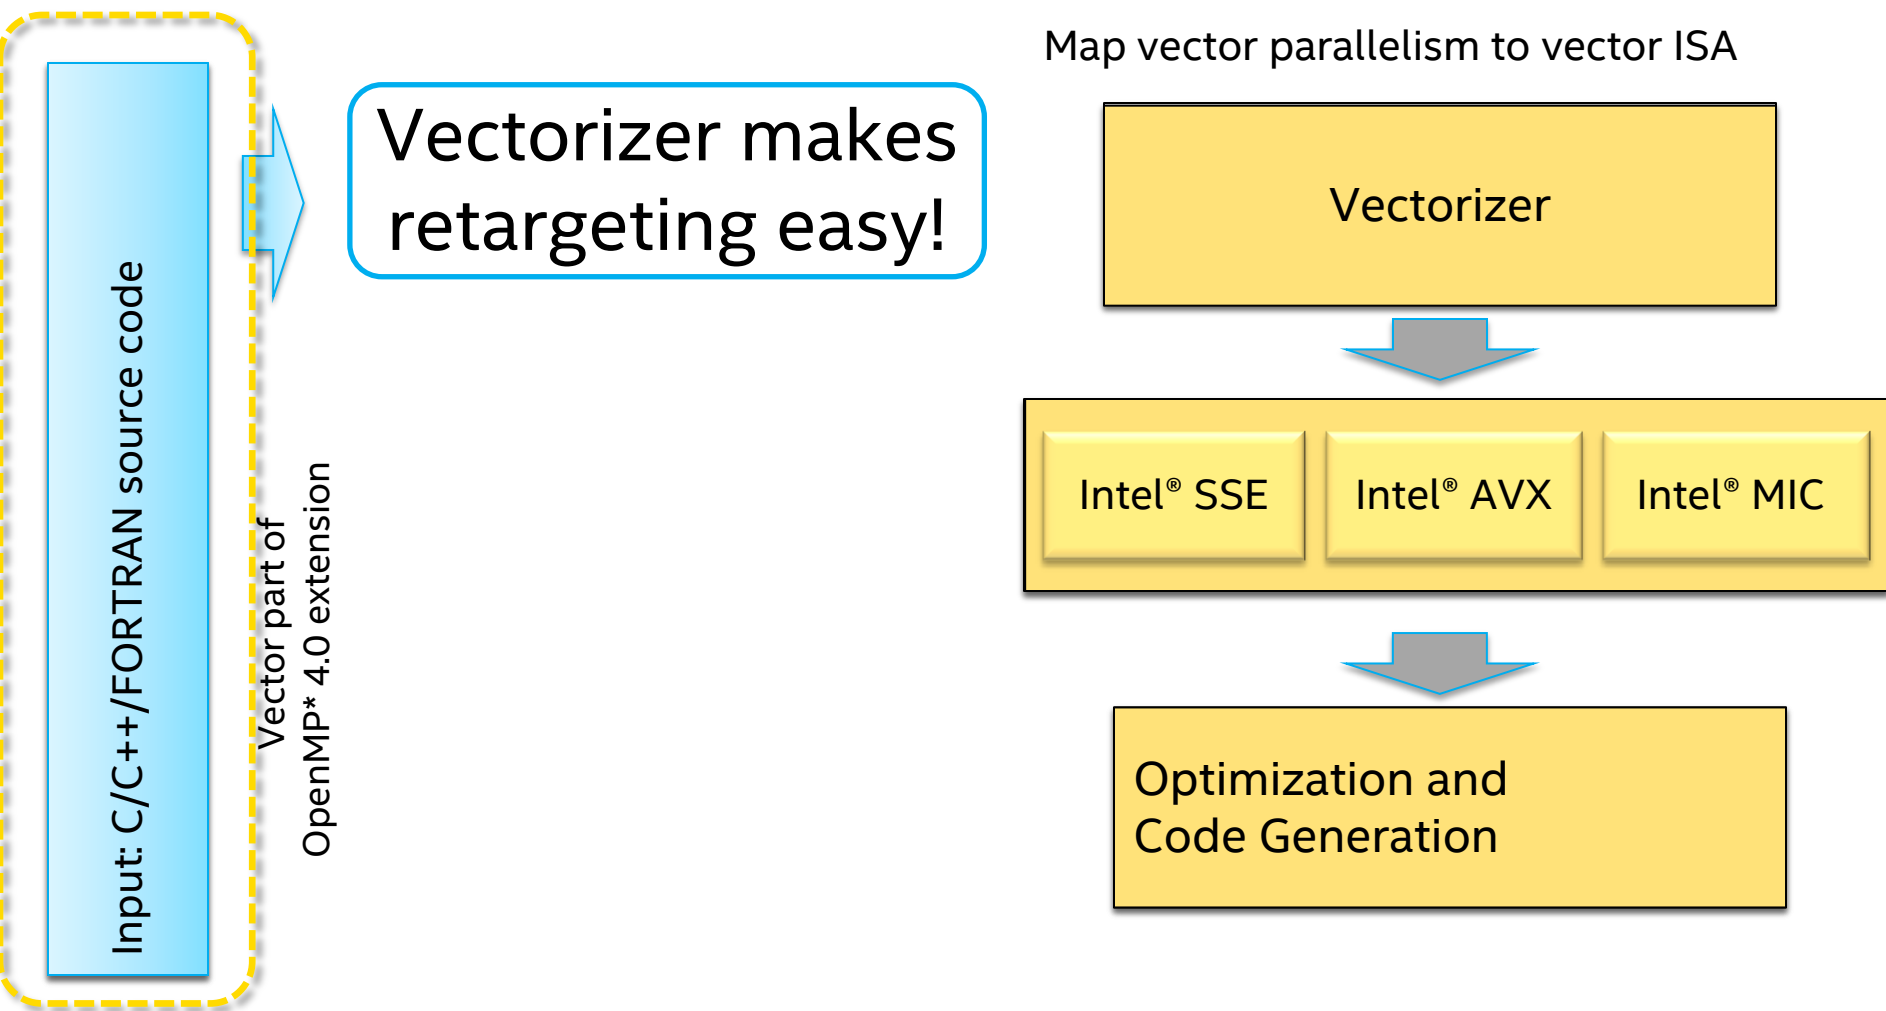 Input: C/C++/FORTRAN source code
Vector part of
OpenMP* 4.0 extension
Vectorizer makes
retargeting easy!
Map vector parallelism to vector ISA
Vectorizer
Intel® SSE
Intel® AVX
Intel® MIC
Optimization and
Code Generation